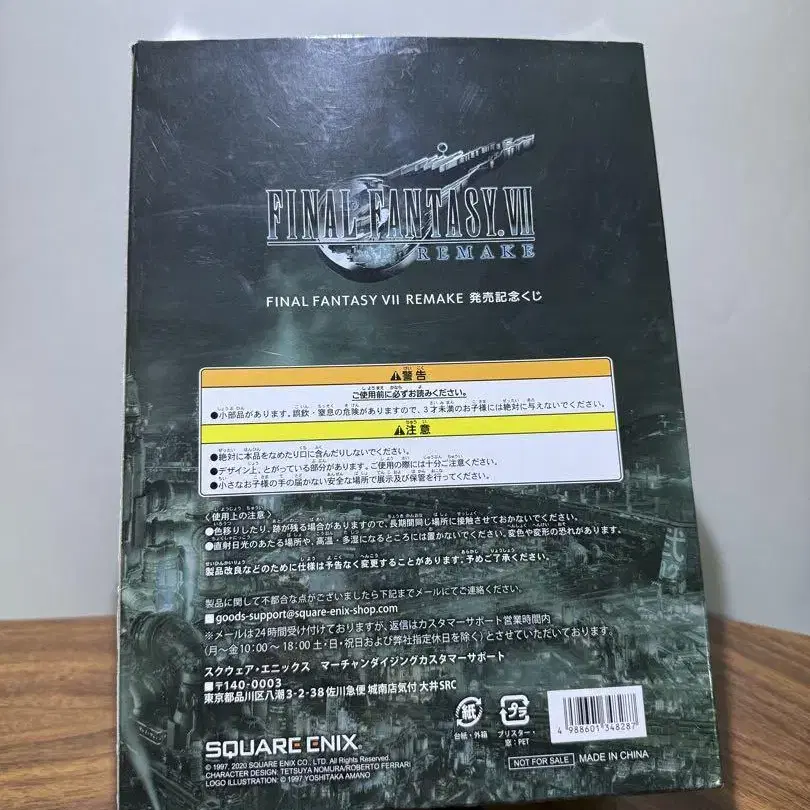 FINAL FANTASY VII
REMAKE
FINAL FANTASY VII REMAKE 発売記念くじ
⚠警告
ご使用前に必ずお読みください。
●小部品があります。誤飲、窒息の危険がありますので、3才未満のお子様には絶対に与えないでください。
⚠注意
●絶対に本品をなめたり口に含んだりしないでください。
●デザイン上、とがっている部分があります。ご使用の際には十分ご注意ください。
●小さなお子様の手の届かない安全な場所で展示及び保管を行ってください。
〈使用上の注意〉
●色移りしたり、跡が残る場合がありますので、長期間同じ場所に接触させておかないでください。
●直射日光のあたる場所や、高温・多湿になるところには置かないでください。変色や変形の恐れがあります。
製品改良などのために仕様は予告なく変更することがあります。予めご了承ください。
製品に関して不都合な点がございましたら下記までメールにてご連絡ください。
■goods-support@square-enix-shop.com
※メールは24時間受け付けておりますが、返信はカスタマーサポート営業時間内
(月〜金10:00〜18:00 土・日・祝日および弊社指定休日を除く)とさせていただいております。
スクウェア・エニックス マーチャンダイジングカスタマーサポート
■〒140-0003
東京都品川区八潮3-2-38佐川急便 城南店気付 大井SRC
紙
台紙・外箱
プラ
ブリスター・
窓:PET
4 988601 348287
SQUARE ENIX.
© 1997, 2020 SQUARE ENIX CO., LTD. All Rights Reserved.
CHARACTER DESIGN: TETSUYA NOMURA/ROBERTO FERRARI
LOGO ILLUSTRATION: © 1997 YOSHITAKA AMANO
NOT FOR SALE
MADE IN CHINA